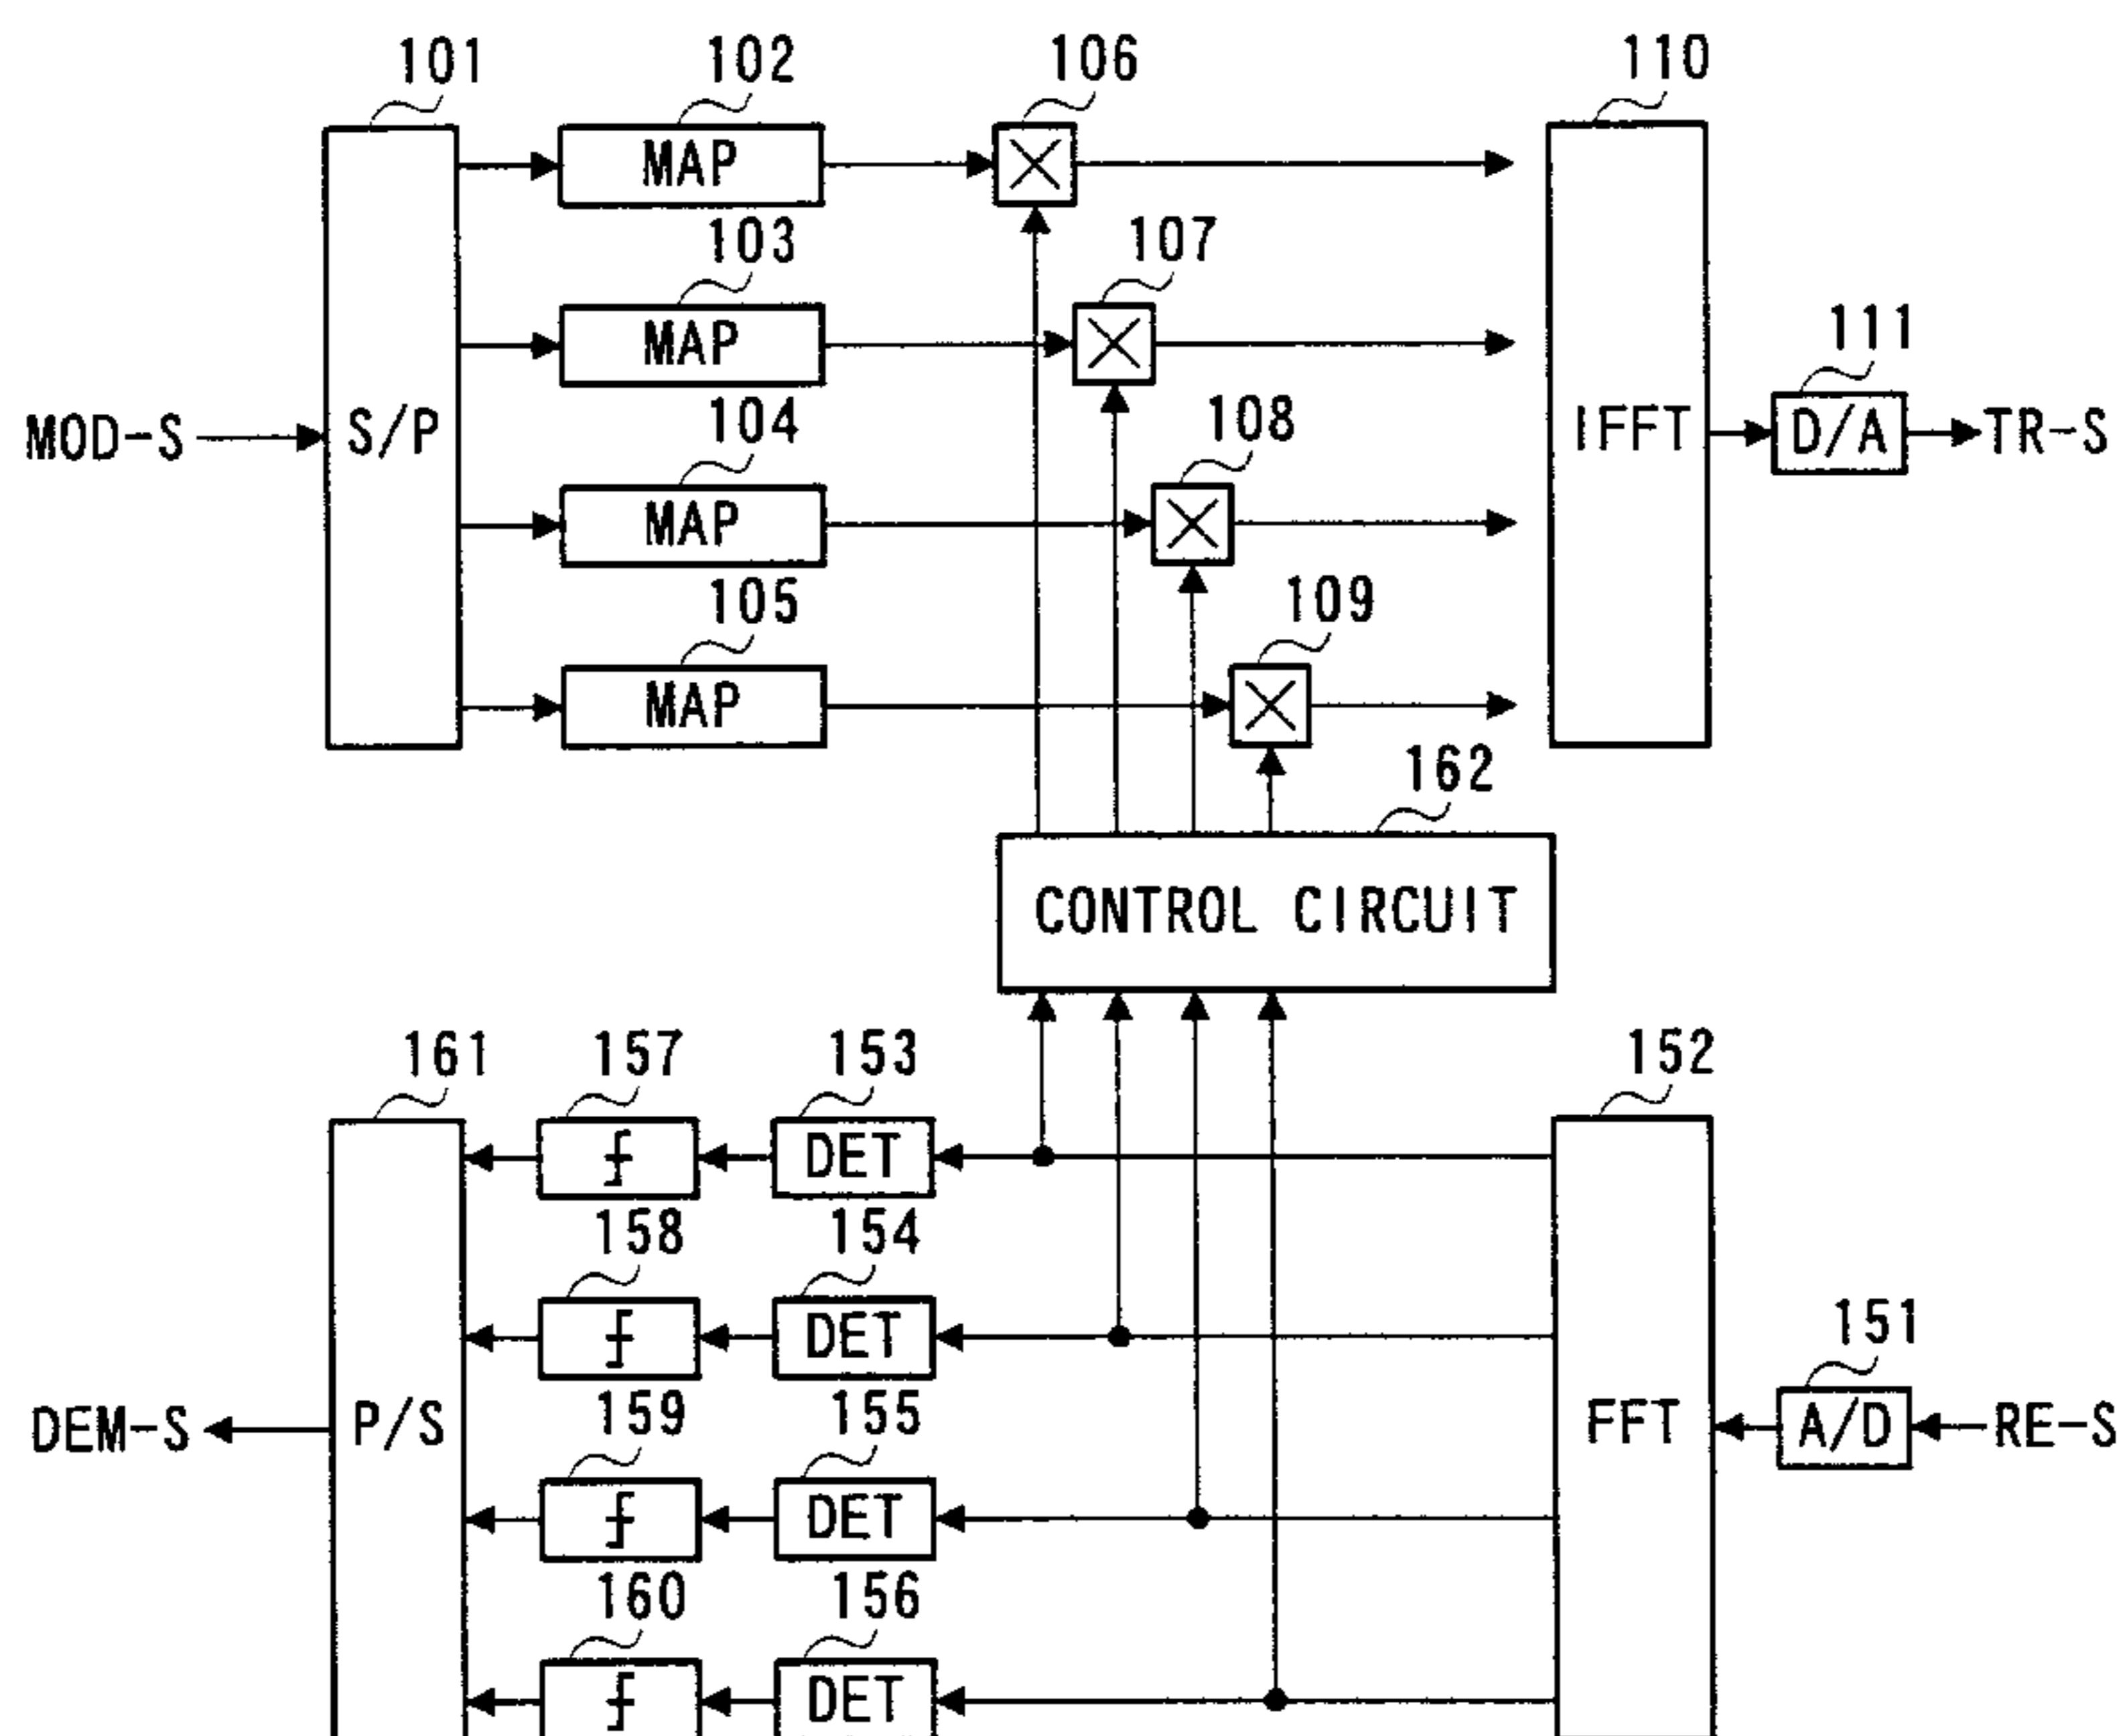 101 102 106 110
MAP
103 107
MAP
111
MOD-S S/P 104 108 IFFT D/A TR-S
MAP
105 109
MAP
162
CONTROL CIRCUIT
161 157 153 152
DET
158 154
DET
151
DEM-S P/S 159 155 FFT A/D RE-S
DET
160 156
DET